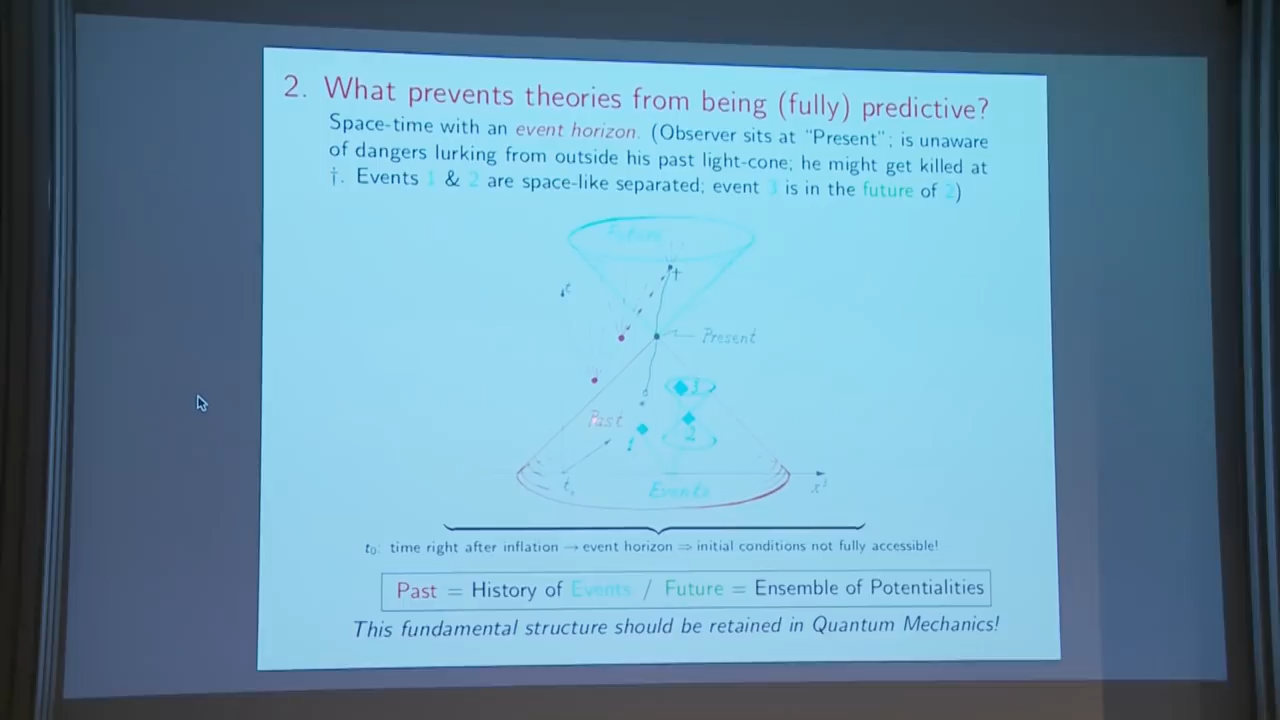 2. What prevents theories from being (fully) predictive?
Space-time with an event horizon. (Observer sits at "Present"; is unaware
of dangers lurking from outside his past light-cone; he might get killed at
†. Events 1 & 2 are space-like separated; event 3 is in the future of 2)
Future
†
t
Present
3
Past
1
2
t₀
Events
x
t₀: time right after inflation → event horizon ⇒ initial conditions not fully accessible!
Past = History of Events / Future = Ensemble of Potentialities
This fundamental structure should be retained in Quantum Mechanics!